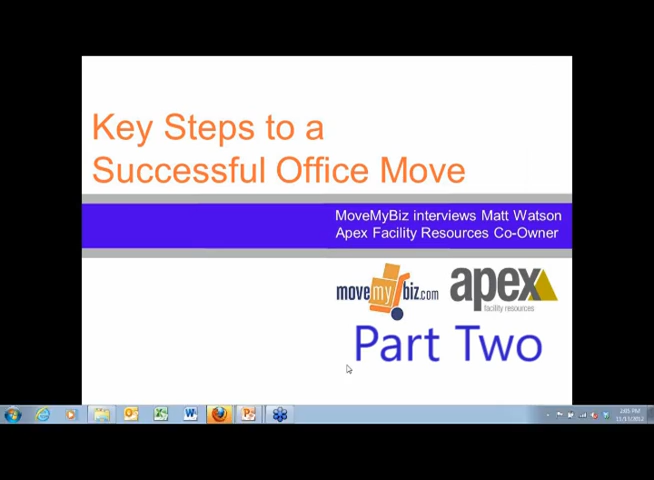 Key Steps to a
Successful Office Move
MoveMyBiz interviews Matt Watson
Apex Facility Resources Co-Owner
movemybiz.com
apex
facility resources
Part Two